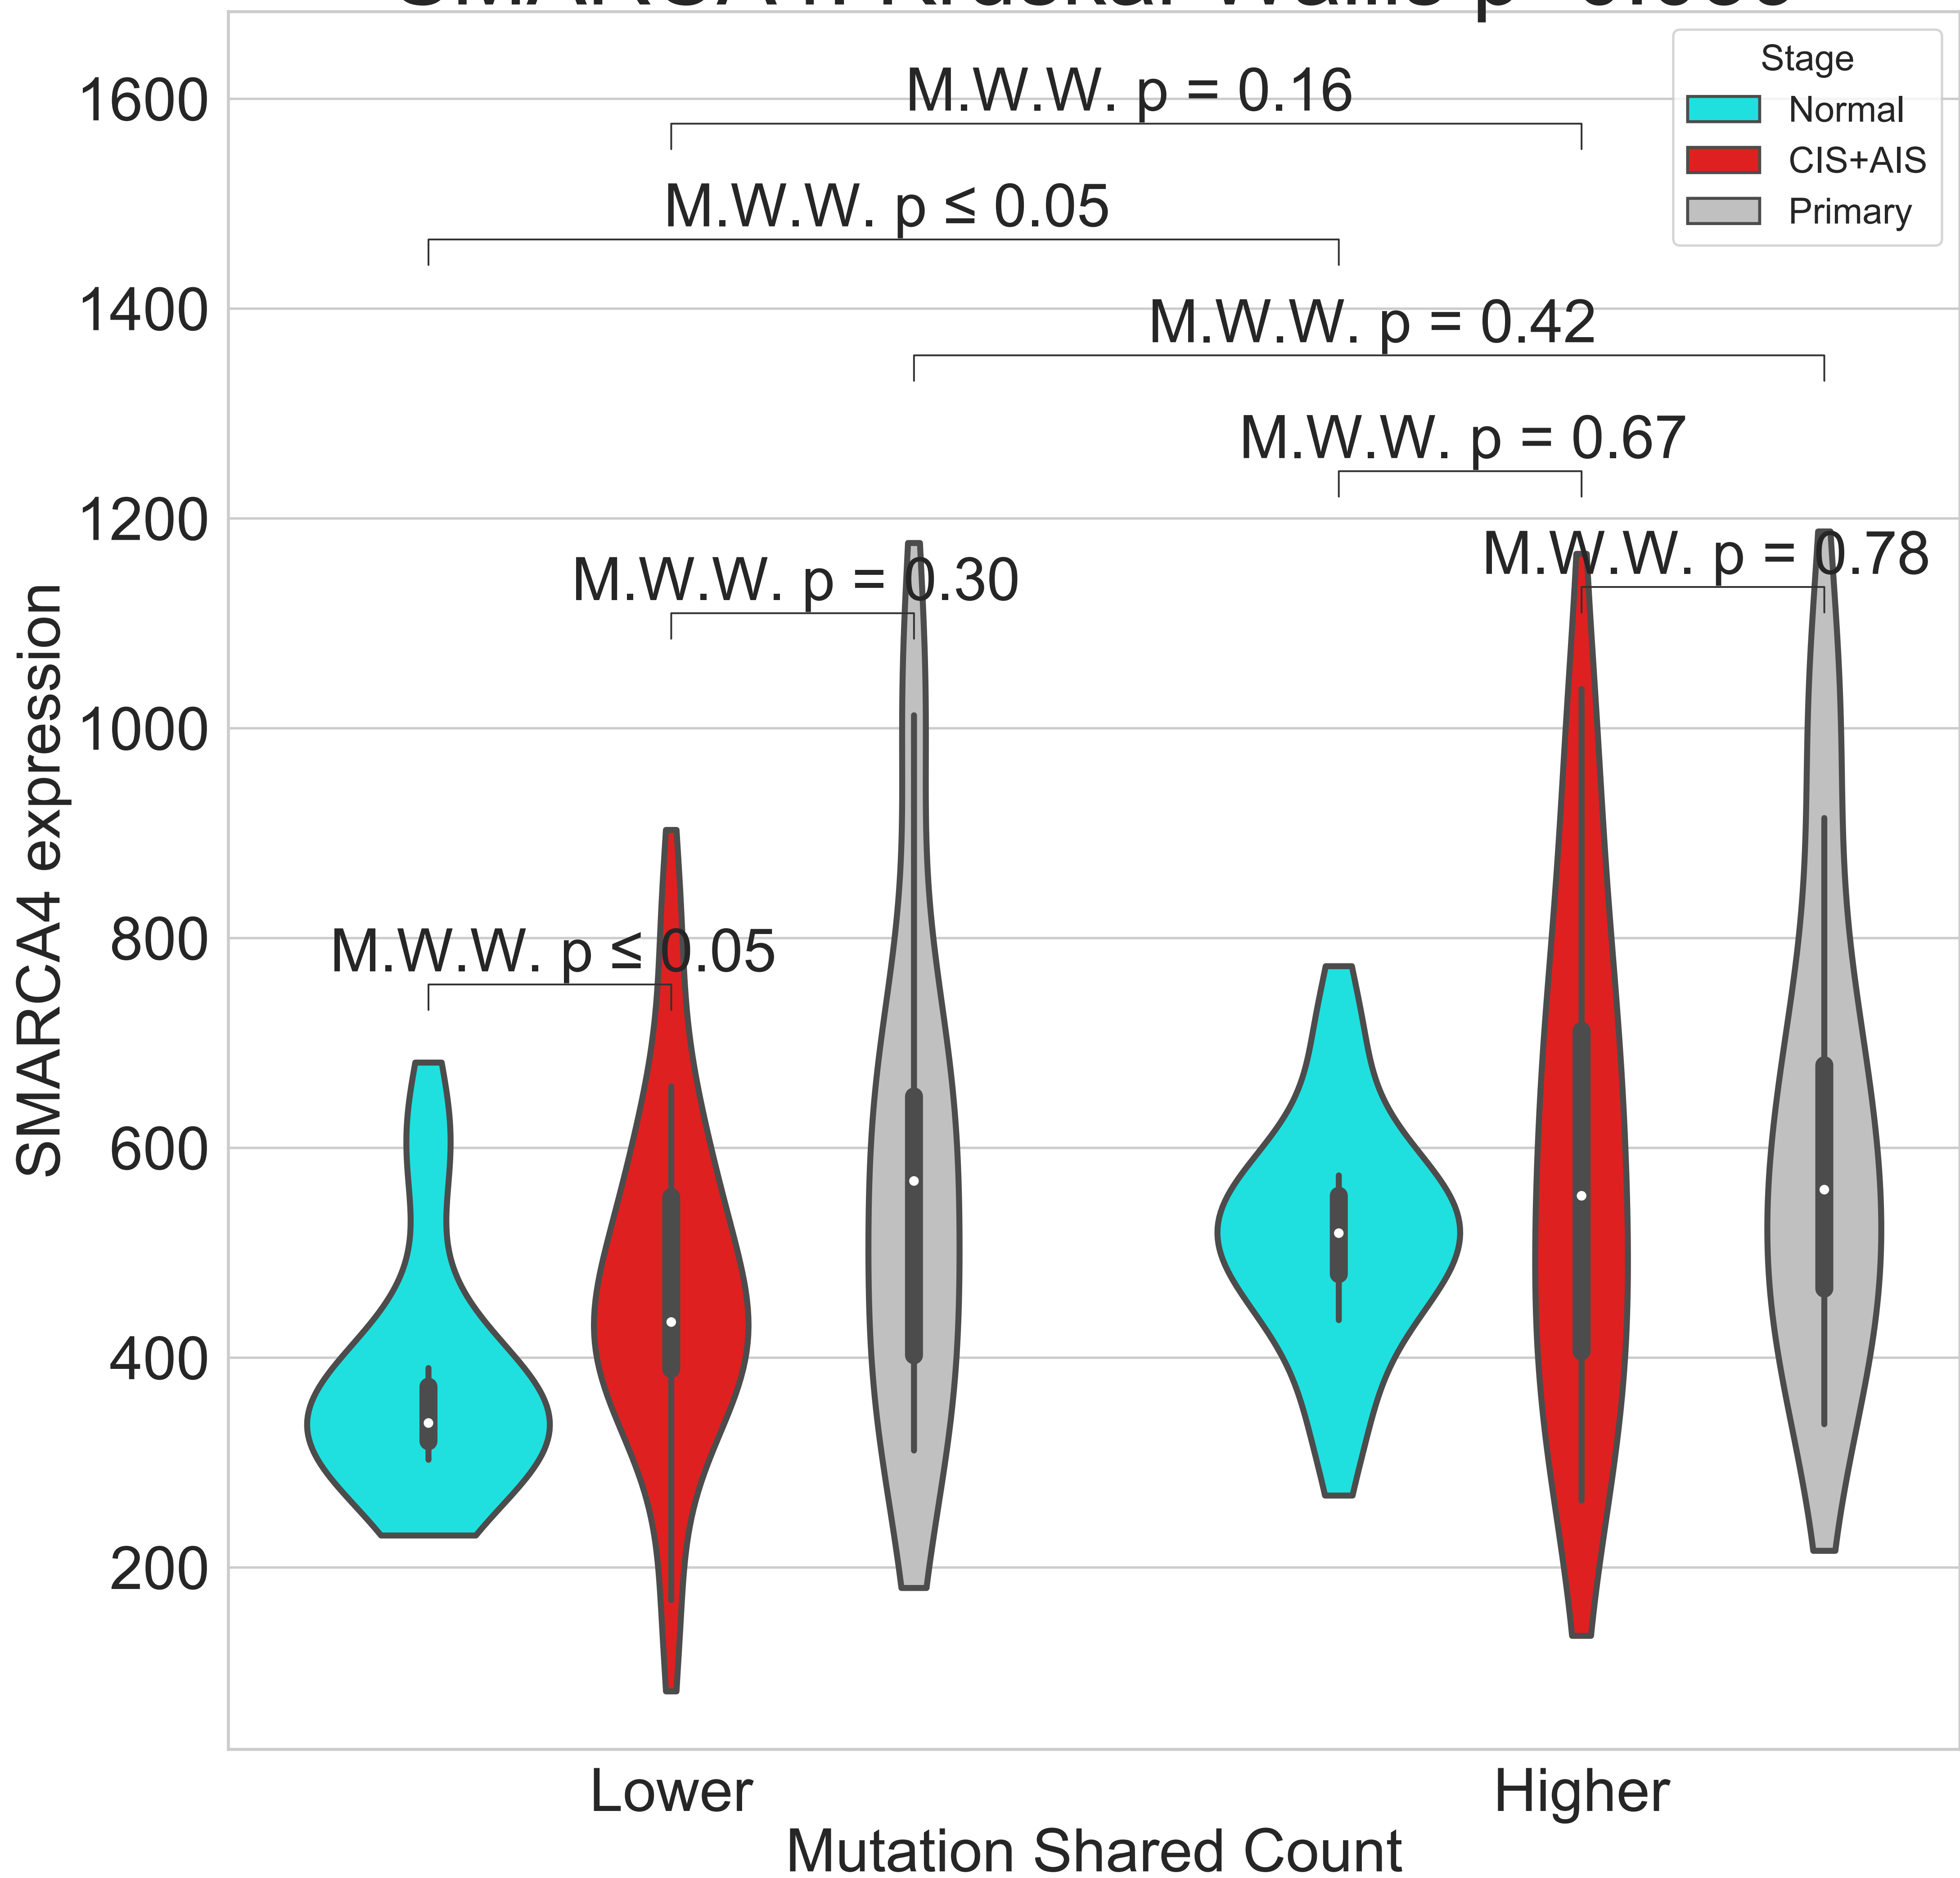 Stage
Normal
CIS+AIS
Primary
M.W.W. p = 0.16
M.W.W. p ≤ 0.05
M.W.W. p = 0.42
M.W.W. p = 0.67
M.W.W. p = 0.78
M.W.W. p = 0.30
M.W.W. p ≤ 0.05
1600
1400
1200
1000
800
600
400
200
SMARCA4 expression
Lower
Higher
Mutation Shared Count